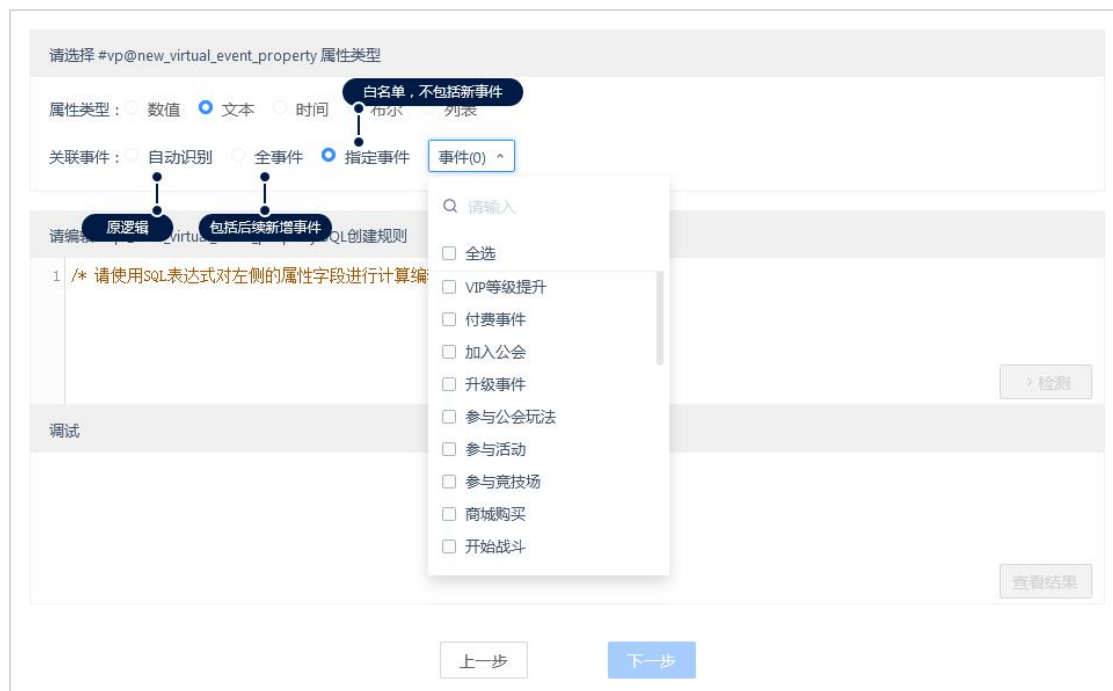 请选择 #vp@new_virtual_event_property 属性类型
白名单，不包括新事件
属性类型： 数值 文本 时间 布尔 列表
关联事件： 自动识别 全事件 指定事件 事件(0)
请输入
原逻辑 包括后续新增事件
SQL创建规则
全选
1 /* 请使用SQL表达式对左侧的属性字段进行计算编
VIP等级提升
付费事件
加入公会
> 检测
升级事件
参与公会玩法
调试
参与活动
参与竞技场
商城购买
开始战斗
查看结果
上一步 下一步